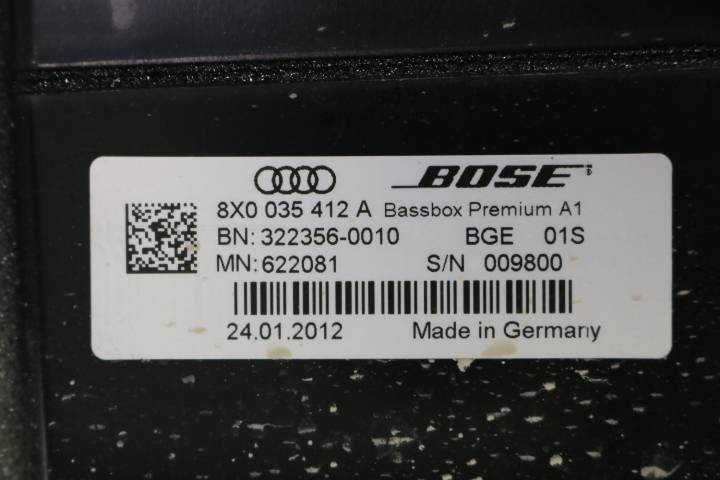 BOSE
8X0 035 412 A Bassbox Premium A1
BN: 322356-0010 BGE 01S
MN: 622081 S/N 009800
24.01.2012 Made in Germany